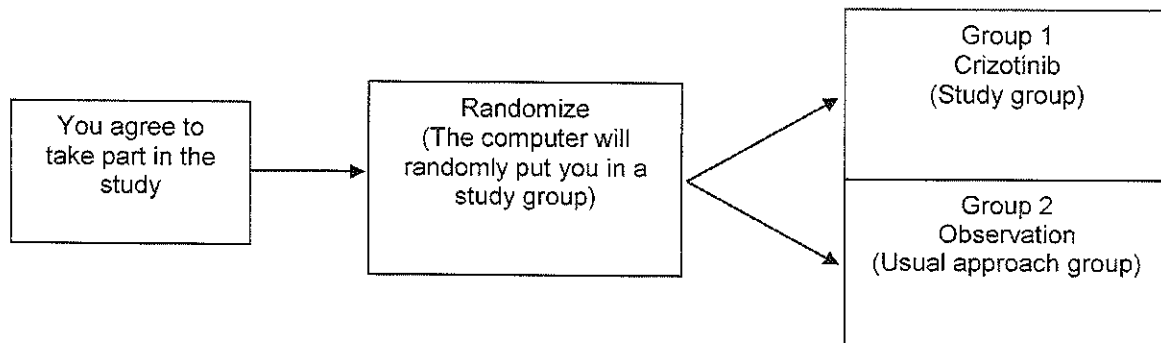 You agree to
take part in the
study
Randomize
(The computer will
randomly put you in a
study group)
Group 1
Crizotinib
(Study group)
Group 2
Observation
(Usual approach group)